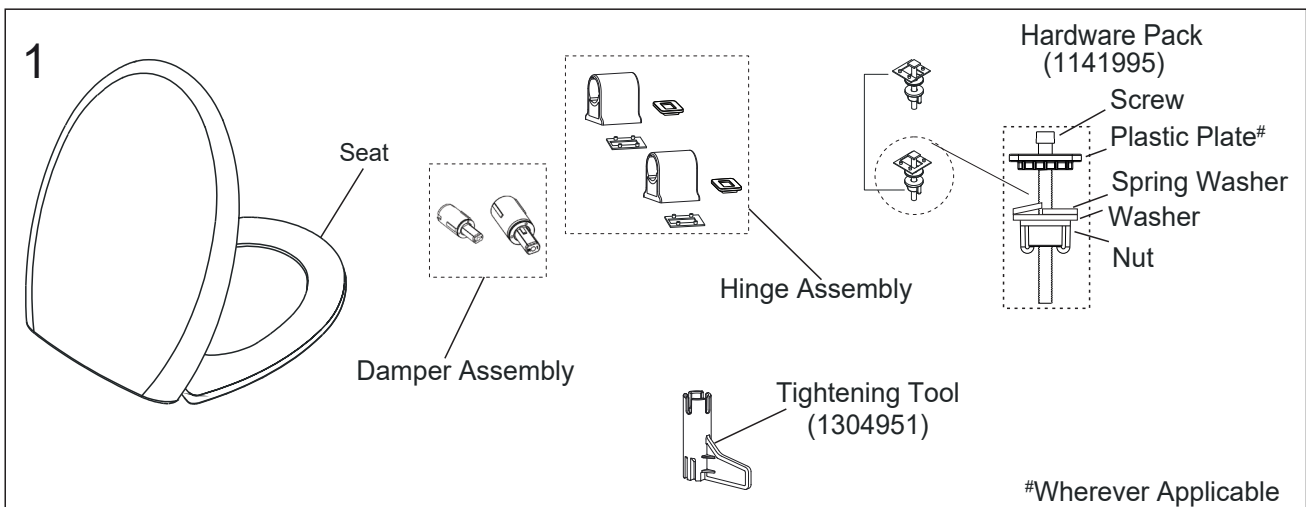 1
Seat
Damper Assembly
Hinge Assembly
Hardware Pack
(1141995)
Screw
Plastic Plate#
Spring Washer
Washer
Nut
Tightening Tool
(1304951)
#Wherever Applicable